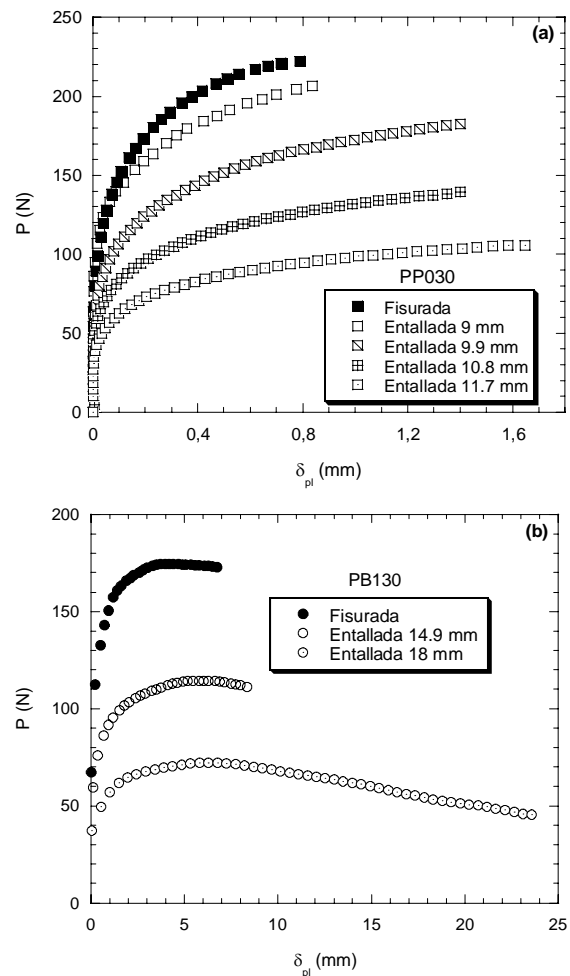 (a)
250
200
150
100
50
0
P (N)
PP030
Fisurada
Entallada 9 mm
Entallada 9.9 mm
Entallada 10.8 mm
Entallada 11.7 mm
0 0,4 0,8 1,2 1,6
δpl (mm)
(b)
200
150
100
50
0
P (N)
PB130
Fisurada
Entallada 14.9 mm
Entallada 18 mm
0 5 10 15 20 25
δpl (mm)